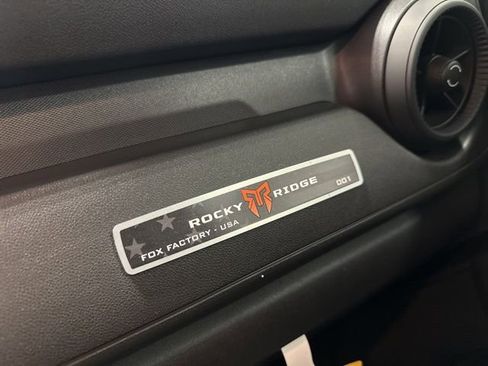 ROCKY RIDGE 001
FOX FACTORY - USA